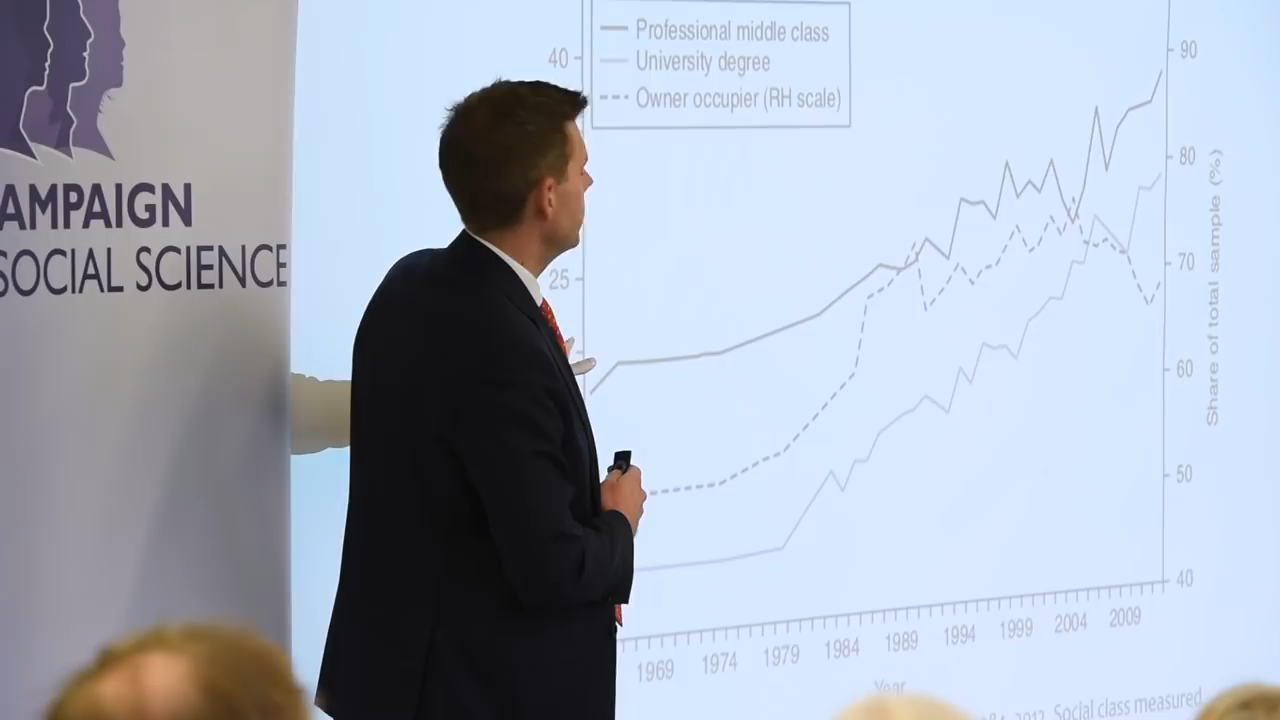 AMPAIGN
SOCIAL SCIENCE
Professional middle class
University degree
Owner occupier (RH scale)
40
25
90
80
70
60
50
40
Share of total sample (%)
1969 1974 1979 1984 1989 1994 1999 2004 2009
Year
2012. Social class measured